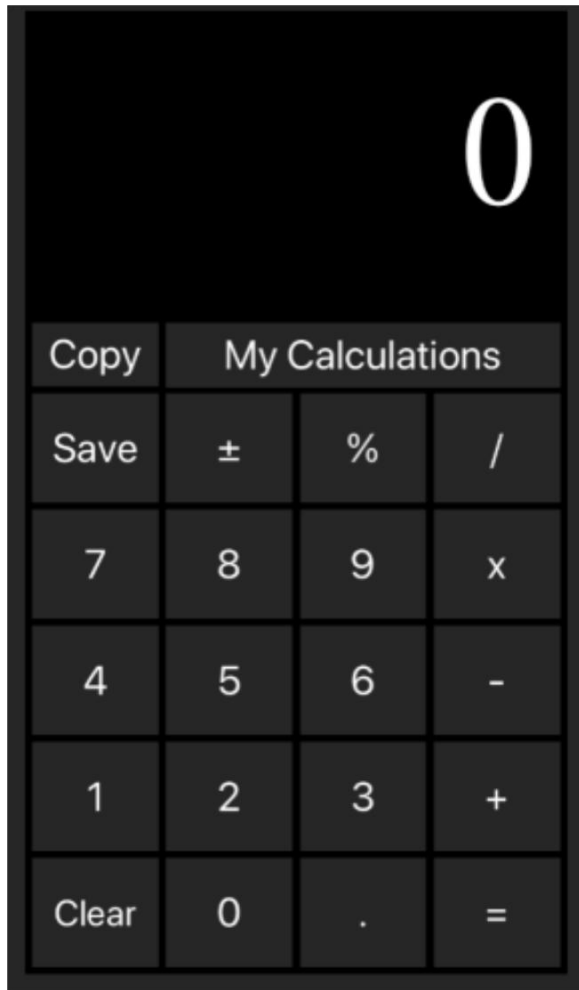 0
Copy My Calculations
Save ± % /
7 8 9 x
4 5 6 -
1 2 3 +
Clear 0 . =